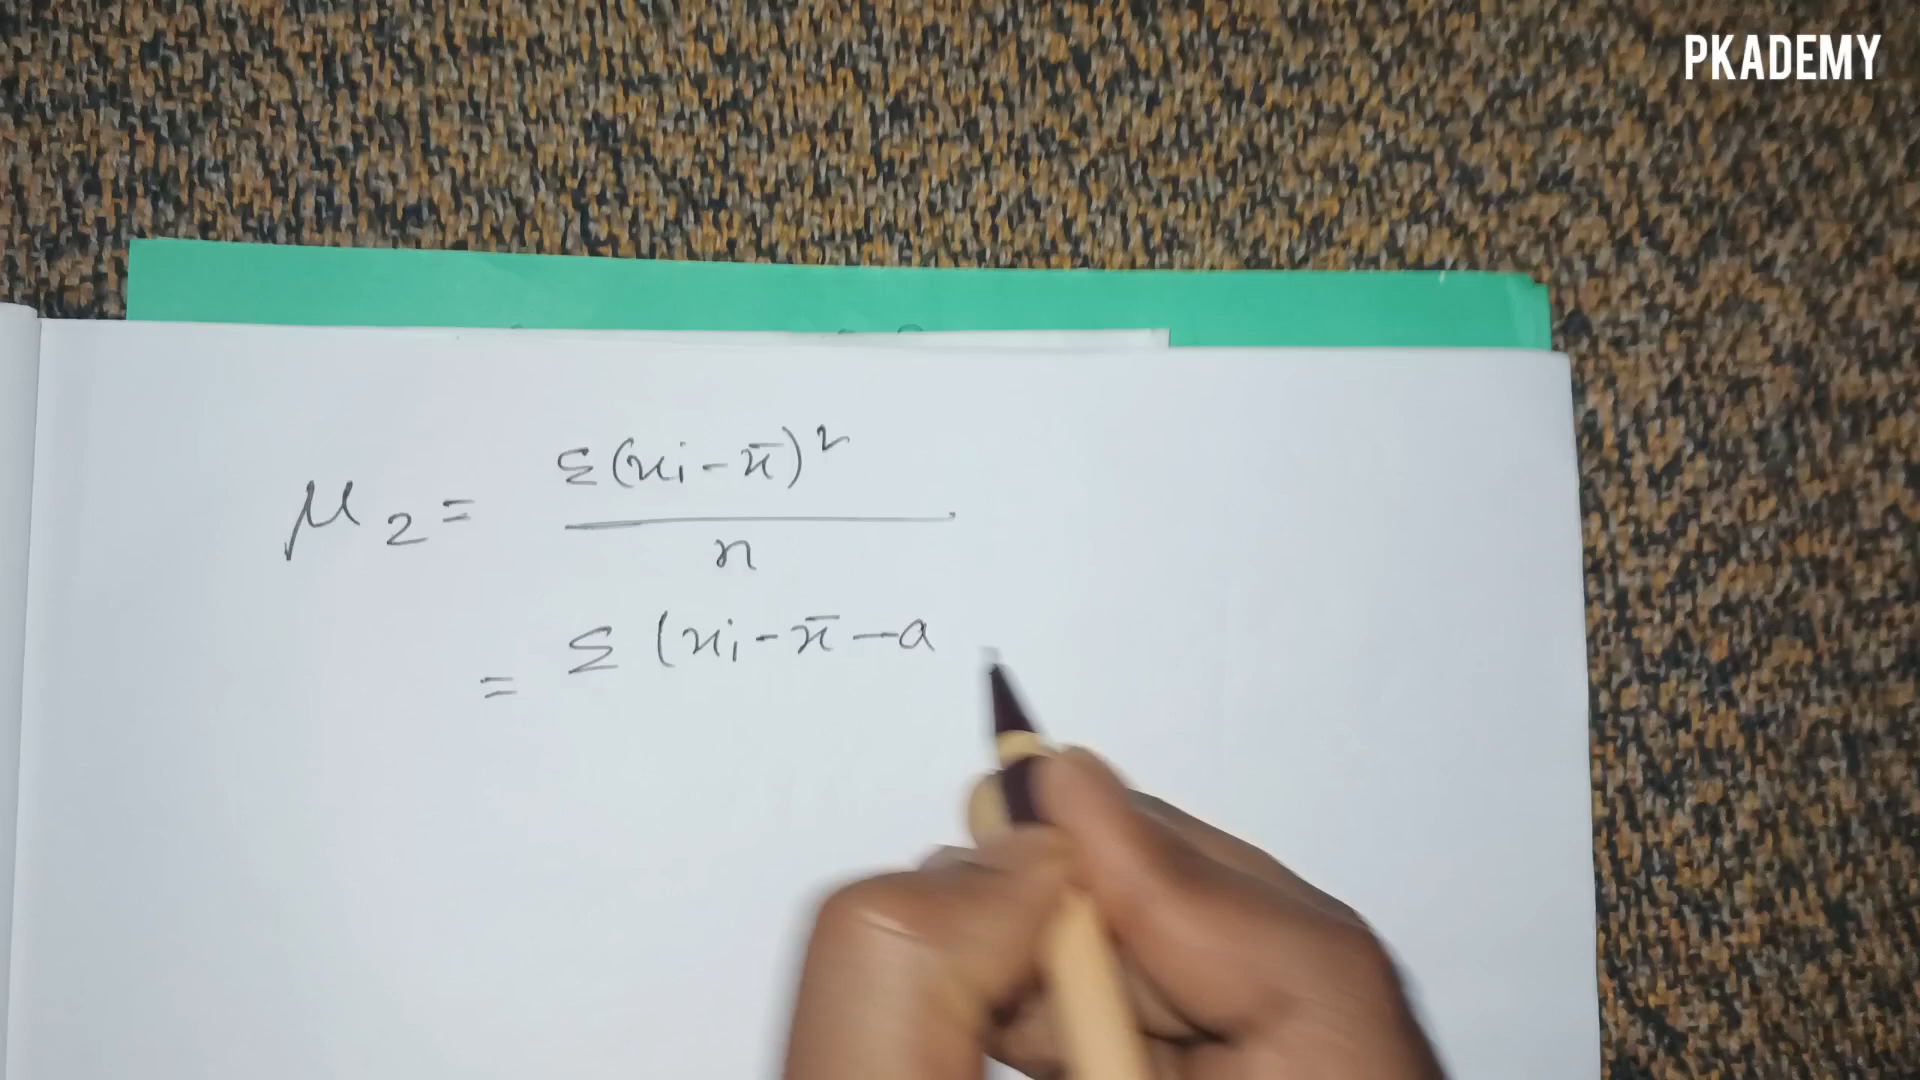 PKADEMY
μ₂ = Σ(xi - x̄)² / n
= Σ (xi - x̄ - a